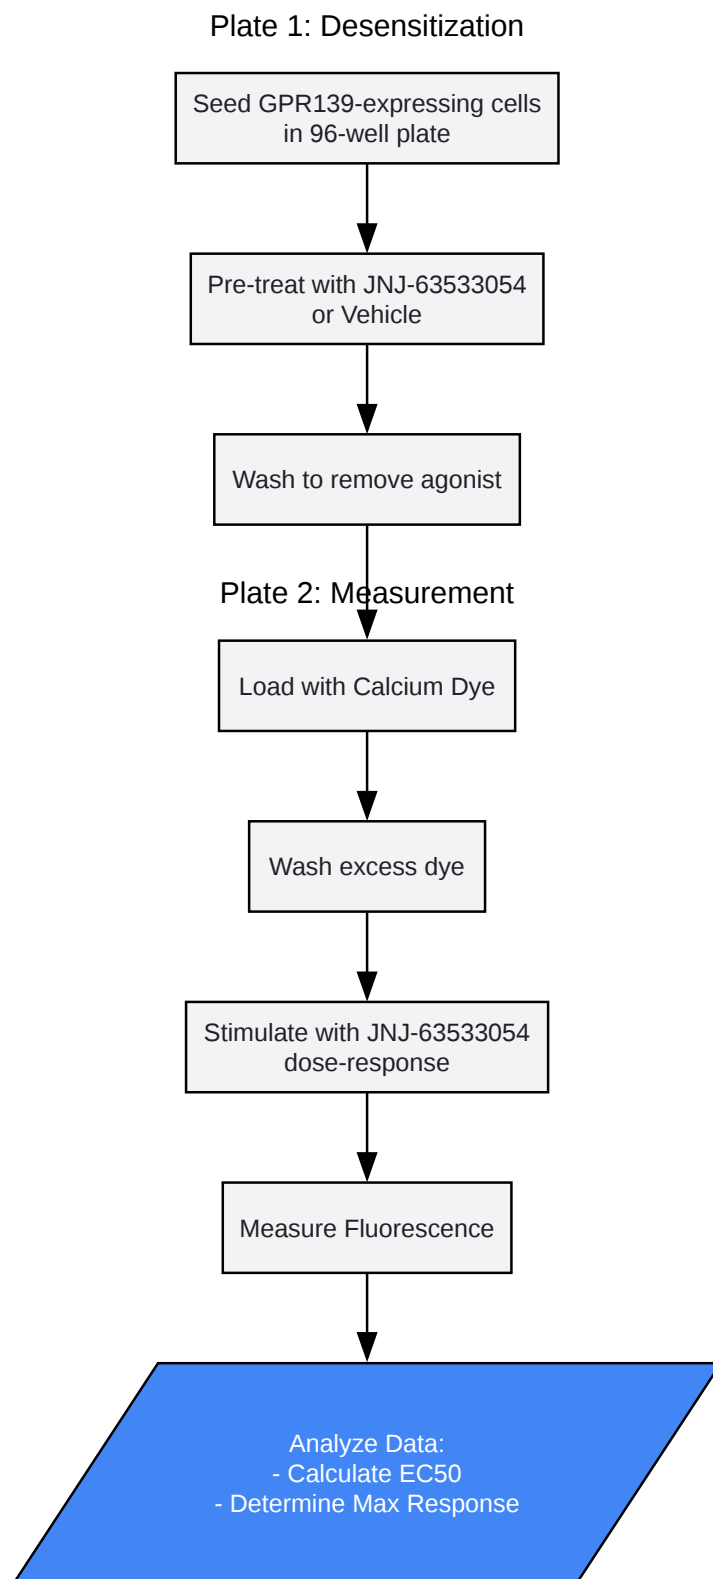 Plate 1: Desensitization
Seed GPR139-expressing cells
in 96-well plate
Pre-treat with JNJ-63533054
or Vehicle
Wash to remove agonist
Plate 2: Measurement
Load with Calcium Dye
Wash excess dye
Stimulate with JNJ-63533054
dose-response
Measure Fluorescence
Analyze Data:
- Calculate EC50
- Determine Max Response